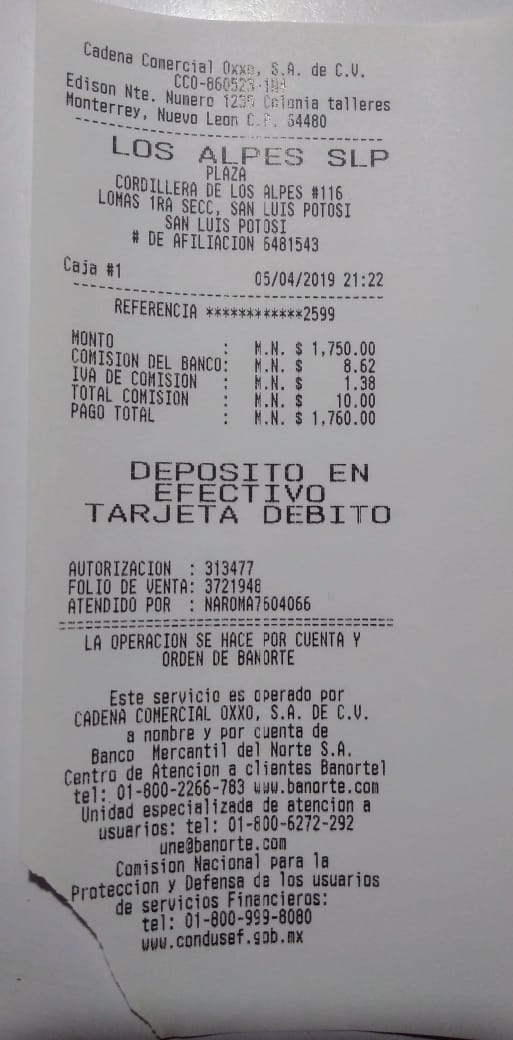 Cadena Comercial Oxxo, S.A. de C.V.
CCO-860523-1N4
Edison Nte. Numero 1235 Colonia talleres
Monterrey, Nuevo Leon C.P. 64480
LOS ALPES SLP
PLAZA
CORDILLERA DE LOS ALPES #116
LOMAS 1RA SECC, SAN LUIS POTOSI
SAN LUIS POTOSI
# DE AFILIACION 6481543
Caja #1 05/04/2019 21:22
REFERENCIA ************2599
MONTO : M.N. $ 1,750.00
COMISION DEL BANCO: M.N. $ 8.62
IVA DE COMISION : M.N. $ 1.38
TOTAL COMISION : M.N. $ 10.00
PAGO TOTAL : M.N. $ 1,760.00
DEPOSITO EN
EFECTIVO
TARJETA DEBITO
AUTORIZACION : 313477
FOLIO DE VENTA: 3721948
ATENDIDO POR : NAROMA7604066
LA OPERACION SE HACE POR CUENTA Y
ORDEN DE BANORTE
Este servicio es operado por
CADENA COMERCIAL OXXO, S.A. DE C.V.
a nombre y por cuenta de
Banco Mercantil del Norte S.A.
Centro de Atencion a clientes Banortel
tel: 01-800-2266-783 www.banorte.com
Unidad especializada de atencion a
usuarios: tel: 01-800-6272-292
une@banorte.com
Comision Nacional para la
Proteccion y Defensa de los usuarios
de servicios Financieros:
tel: 01-800-999-8080
www.condusef.gob.mx